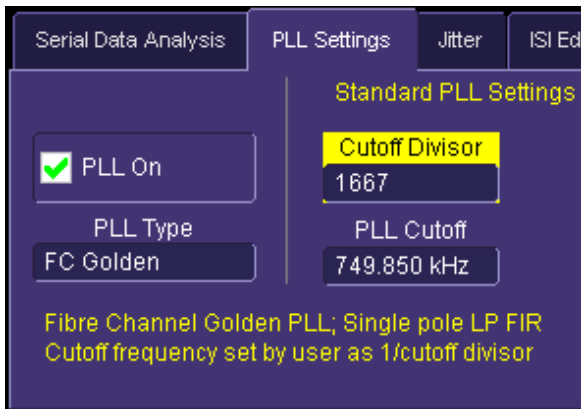 Serial Data Analysis
PLL Settings
Jitter
ISI Ed
Standard PLL Settings
PLL On
Cutoff Divisor
1667
PLL Type
FC Golden
PLL Cutoff
749.850 kHz
Fibre Channel Golden PLL; Single pole LP FIR
Cutoff frequency set by user as 1/cutoff divisor